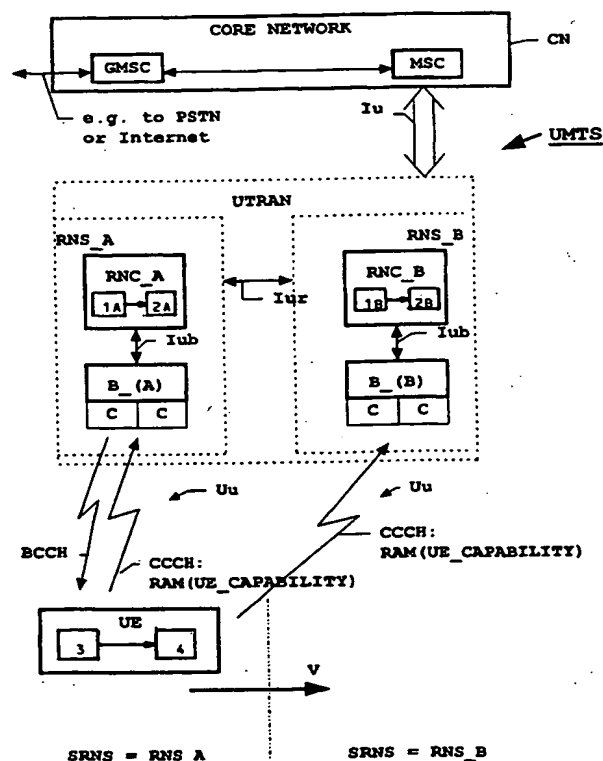 CORE NETWORK
CN
GMSC
MSC
e.g. to PSTN
or Internet
Iu
UMTS
UTRAN
RNS_A
RNS_B
RNC_A
RNC_B
1A
2A
1B
2B
Iur
Iub
Iub
B_(A)
B_(B)
C
C
C
C
Uu
Uu
BCCH
CCCH:
RAM(UE_CAPABILITY)
CCCH:
RAM(UE_CAPABILITY)
UE
3
4
V
SRNS = RNS_A
SRNS = RNS_B